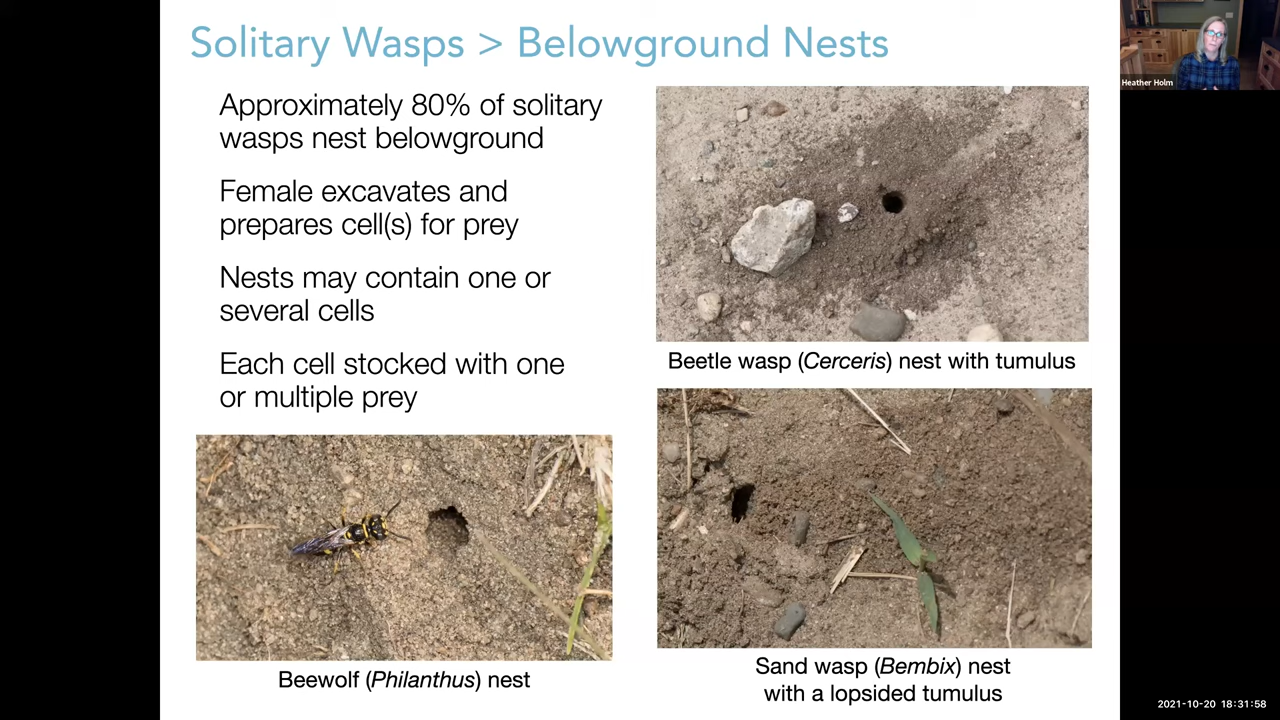 Solitary Wasps > Belowground Nests
Approximately 80% of solitary
wasps nest belowground
Female excavates and
prepares cell(s) for prey
Nests may contain one or
several cells
Each cell stocked with one
or multiple prey
Beewolf (Philanthus) nest
Beetle wasp (Cerceris) nest with tumulus
Sand wasp (Bembix) nest
with a lopsided tumulus
Heather Holm
2021-10-20 18:31:58